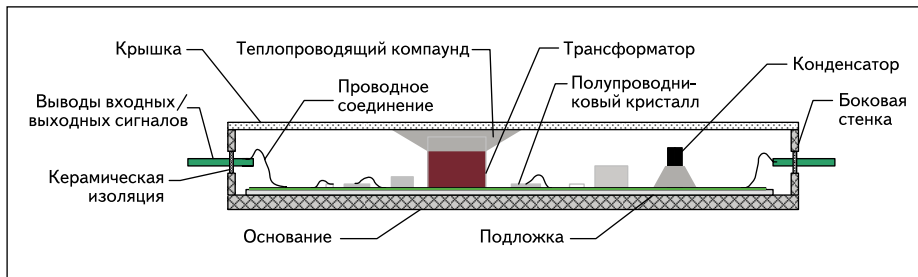 Крышка
Теплопроводящий компаунд
Трансформатор
Конденсатор
Выводы входных/
выходных сигналов
Проводное
соединение
Полупроводни-
ковый кристалл
Боковая
стенка
Керамическая
изоляция
Основание
Подложка